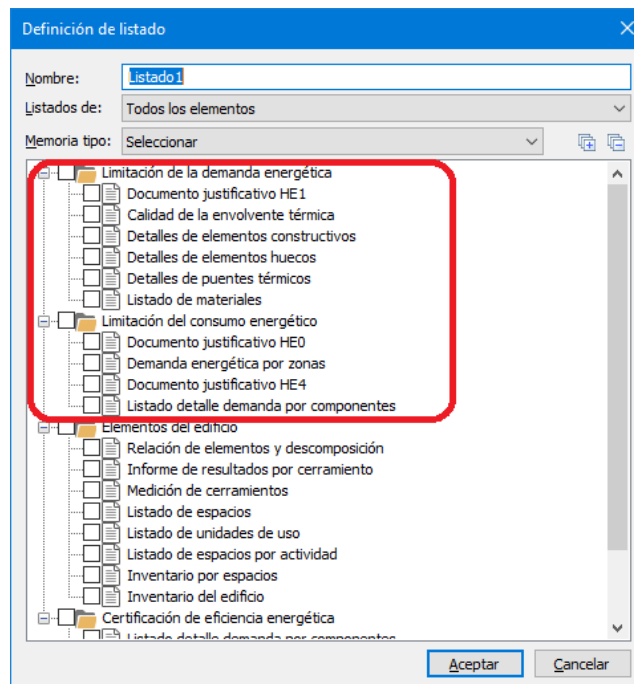 Definición de listado
Nombre: Listado1
Listados de: Todos los elementos
Memoria tipo: Seleccionar
Limitación de la demanda energética
Documento justificativo HE1
Calidad de la envolvente térmica
Detalles de elementos constructivos
Detalles de elementos huecos
Detalles de puentes térmicos
Listado de materiales
Limitación del consumo energético
Documento justificativo HE0
Demanda energética por zonas
Documento justificativo HE4
Listado detalle demanda por componentes
Elementos del edificio
Relación de elementos y descomposición
Informe de resultados por cerramiento
Medición de cerramientos
Listado de espacios
Listado de unidades de uso
Listado de espacios por actividad
Inventario por espacios
Inventario del edificio
Certificación de eficiencia energética
Listado detalle demanda por componentes
Aceptar Cancelar